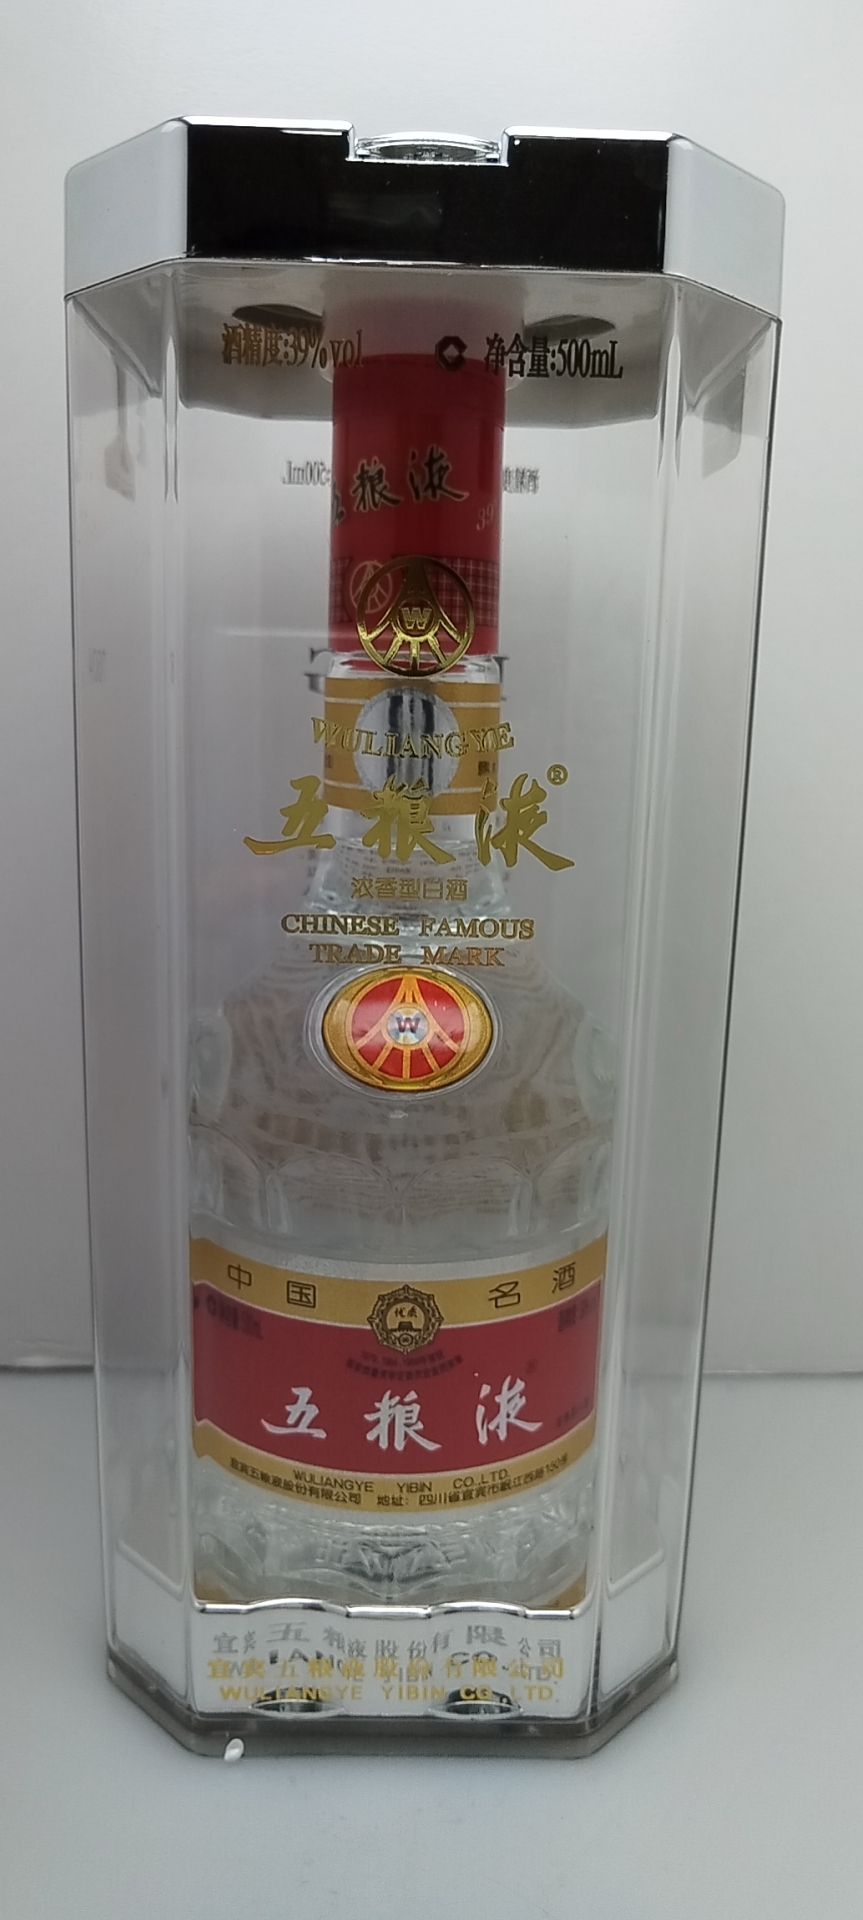 酒精度:39%vol 净含量:500mL
五粮液
39
W
WULIANGYE
五粮液®
浓香型白酒
CHINESE FAMOUS
TRADE MARK
W
中国名酒
优质
五粮液
WULIANGYE YIBIN CO.,LTD.
宜宾五粮液股份有限公司 地址：四川省宜宾市岷江西路150号
宜宾五粮液股份有限公司
WULIANGYE YIBIN CO.,LTD.